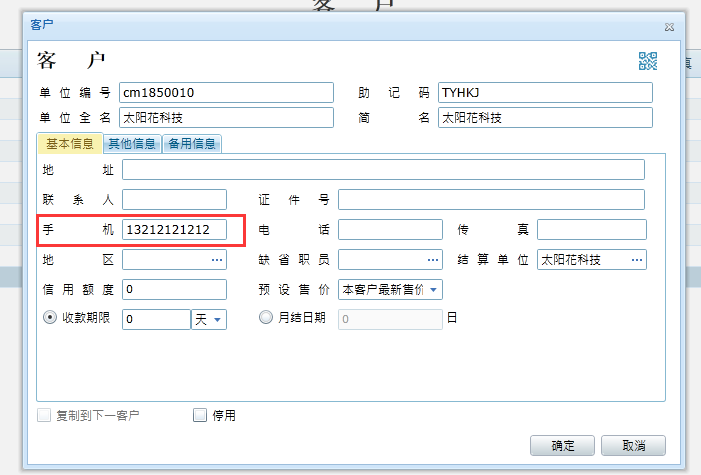 客 户
客户
客 户
单位编号 cm1850010 助记码 TYHKJ
单位全名 太阳花科技 简名 太阳花科技
基本信息 其他信息 备用信息
地址
联系人 证件号
手机 13212121212 电话 传真
地区 ... 缺省职员 ... 结算单位 太阳花科技 ...
信用额度 0 预设售价 本客户最新售价
收款期限 0 天 月结日期 0 日
复制到下一客户 停用
确定 取消